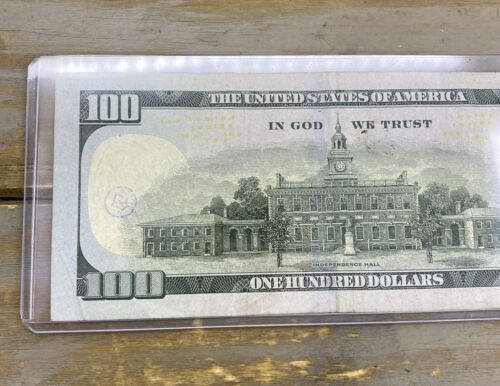 100
THE UNITED STATES OF AMERICA
IN GOD WE TRUST
INDEPENDENCE HALL
100
ONE HUNDRED DOLLARS